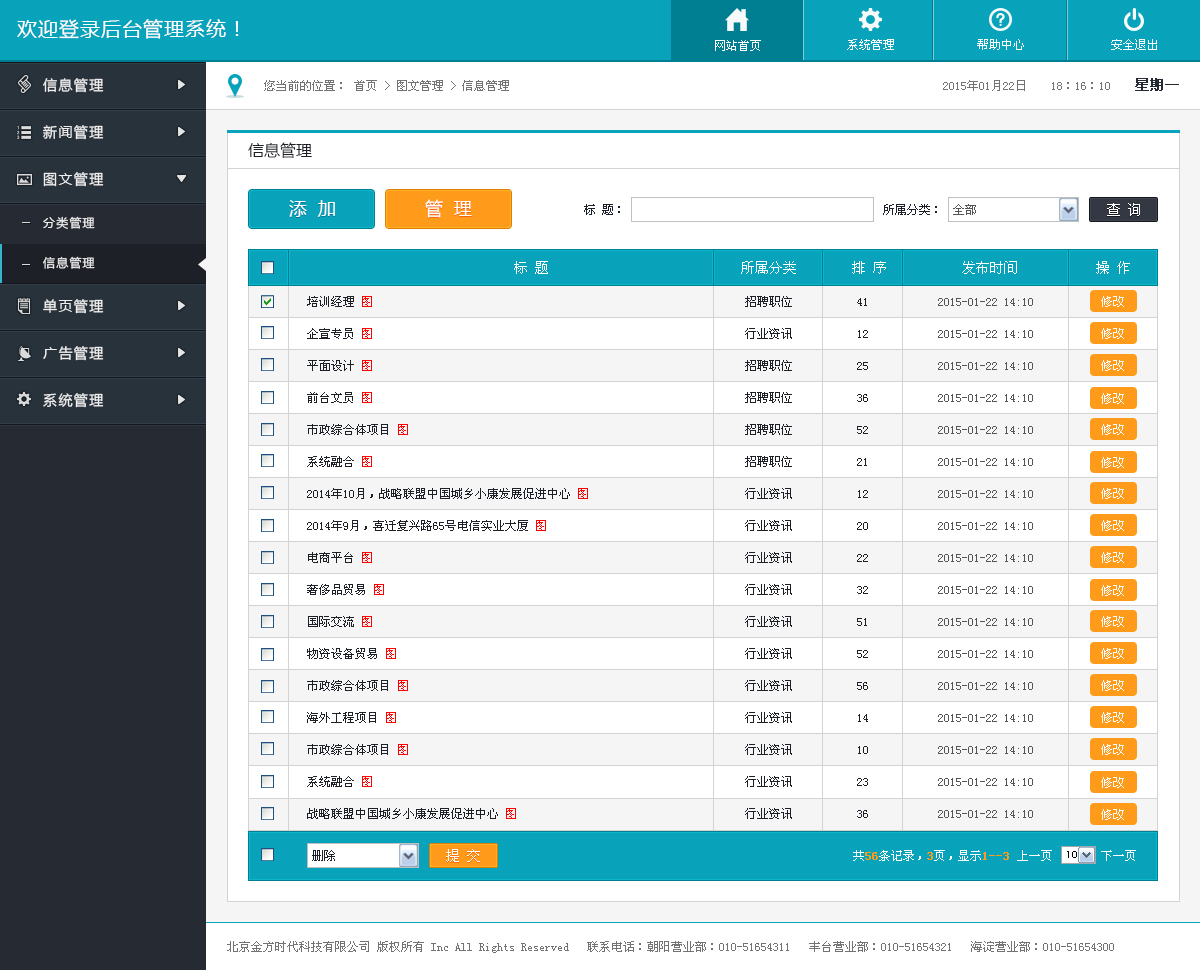 欢迎登录后台管理系统！ 网站首页 系统管理 帮助中心 安全退出
信息管理
新闻管理
图文管理
分类管理
信息管理
单页管理
广告管理
系统管理
您当前的位置： 首页 > 图文管理 > 信息管理 2015年01月22日 18：16：10 星期一
信息管理
添 加 管 理 标 题： 所属分类： 全部 查 询
标 题 所属分类 排 序 发布时间 操 作
培训经理 图 招聘职位 41 2015-01-22 14:10 修改
企宣专员 图 行业资讯 12 2015-01-22 14:10 修改
平面设计 图 招聘职位 25 2015-01-22 14:10 修改
前台文员 图 招聘职位 36 2015-01-22 14:10 修改
市政综合体项目 图 招聘职位 52 2015-01-22 14:10 修改
系统融合 图 招聘职位 21 2015-01-22 14:10 修改
2014年10月，战略联盟中国城乡小康发展促进中心 图 行业资讯 12 2015-01-22 14:10 修改
2014年9月，喜迁复兴路65号电信实业大厦 图 行业资讯 20 2015-01-22 14:10 修改
电商平台 图 行业资讯 22 2015-01-22 14:10 修改
奢侈品贸易 图 行业资讯 32 2015-01-22 14:10 修改
国际交流 图 行业资讯 51 2015-01-22 14:10 修改
物资设备贸易 图 行业资讯 52 2015-01-22 14:10 修改
市政综合体项目 图 行业资讯 56 2015-01-22 14:10 修改
海外工程项目 图 行业资讯 14 2015-01-22 14:10 修改
市政综合体项目 图 行业资讯 10 2015-01-22 14:10 修改
系统融合 图 行业资讯 23 2015-01-22 14:10 修改
战略联盟中国城乡小康发展促进中心 图 行业资讯 36 2015-01-22 14:10 修改
删除 提 交 共56条记录，3页，显示1--3 上一页 10 下一页
北京金方时代科技有限公司 版权所有 Inc All Rights Reserved 联系电话：朝阳营业部：010-51654311 丰台营业部：010-51654321 海淀营业部：010-51654300